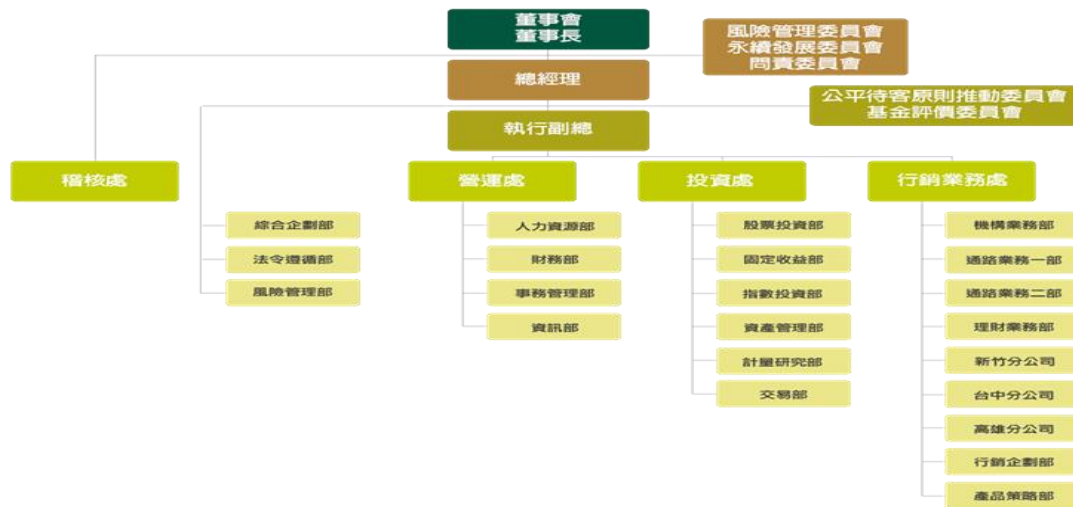 董事會
董事長
風險管理委員會
永續發展委員會
問責委員會
總經理
公平待客原則推動委員會
基金評價委員會
執行副總
稽核處
營運處
投資處
行銷業務處
綜合企劃部
法令遵循部
風險管理部
人力資源部
財務部
事務管理部
資訊部
股票投資部
固定收益部
指數投資部
資產管理部
計量研究部
交易部
機構業務部
通路業務一部
通路業務二部
理財業務部
新竹分公司
台中分公司
高雄分公司
行銷企劃部
產品策略部